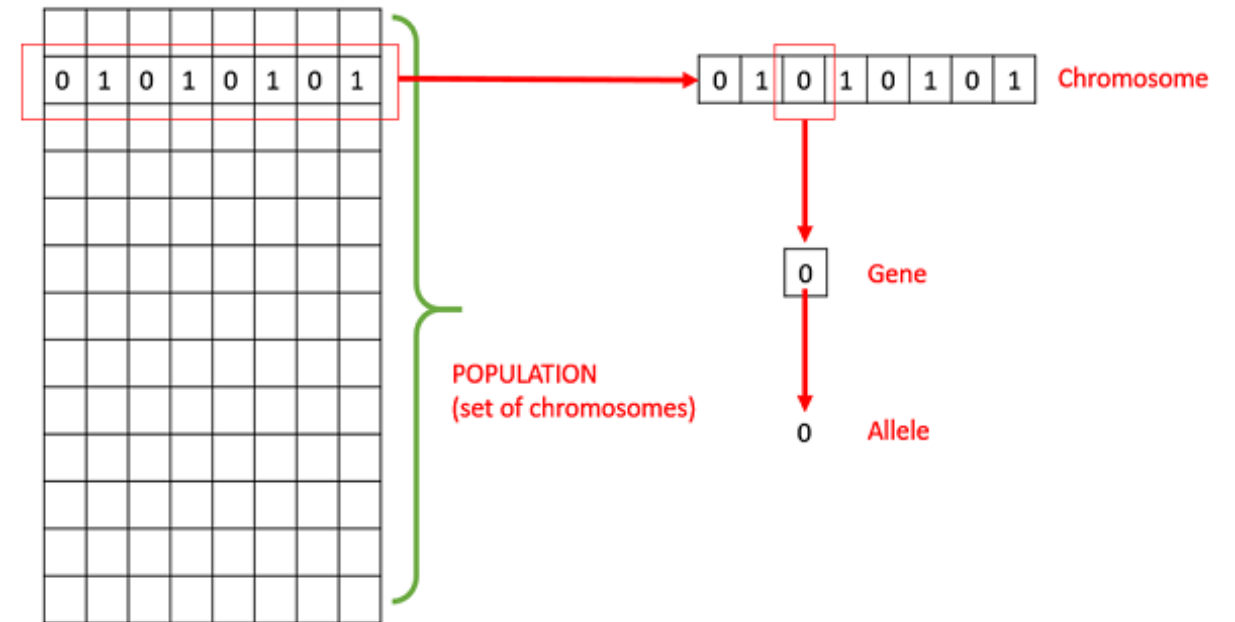 0 1 0 1 0 1 0 1
0 1 0 1 0 1 0 1 Chromosome
0 Gene
POPULATION
(set of chromosomes)
0 Allele